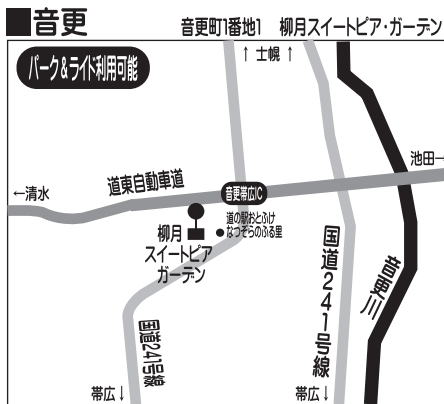 ■音更
音更町1番地1　柳月スイートピア・ガーデン
パーク&ライド利用可能
↑ 士幌 ↑
池田→
←清水
道東自動車道
音更帯広IC
道の駅おとふけ
なつぞらのふる里
柳月
スイートピア
ガーデン
国道241号線
音更川
国道241号線
帯広↓
帯広↓